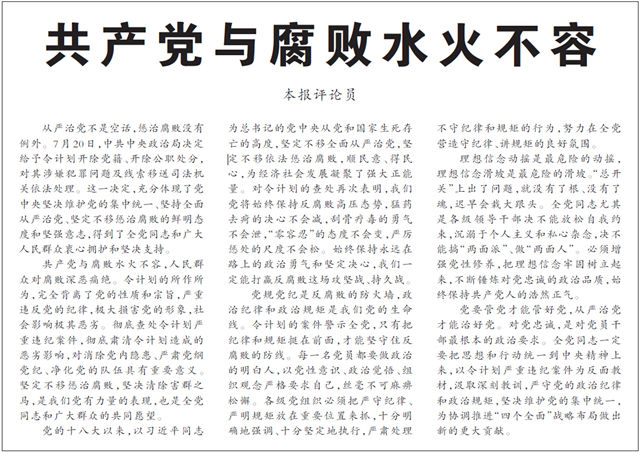 共产党与腐败水火不容
本报评论员
从严治党不是空话,惩治腐败没有
例外。7月20日,中共中央政治局决定
给予令计划开除党籍、开除公职处分,
对其涉嫌犯罪问题及线索移送司法机
关依法处理。这一决定,充分体现了党
中央坚决维护党的集中统一、坚持全面
从严治党、坚定不移惩治腐败的鲜明态
度和坚强意志,得到了全党同志和广大
人民群众衷心拥护和坚决支持。
共产党与腐败水火不容,人民群
众对腐败深恶痛绝。令计划的所作所
为,完全背离了党的性质和宗旨,严重
违反党的纪律,极大损害党的形象,社
会影响极其恶劣。彻底查处令计划严
重违纪案件,彻底肃清令计划造成的
恶劣影响,对消除党内隐患、严肃党纲
党纪、净化党的队伍具有重要意义。
坚定不移惩治腐败,坚决清除害群之
马,是我们党有力量的表现,也是全党
同志和广大群众的共同愿望。
党的十八大以来,以习近平同志
为总书记的党中央从党和国家生死存
亡的高度,坚定不移全面从严治党,坚
定不移依法惩治腐败,顺民意、得民
心,为经济社会发展凝聚了强大正能
量。对令计划的查处再次表明,我们
党将始终保持反腐败高压态势,猛药
去疴的决心不会减,刮骨疗毒的勇气
不会泄,“零容忍”的态度不会变,严厉
惩处的尺度不会松。始终保持永远在
路上的政治勇气和坚定决心,我们一
定能打赢反腐败这场攻坚战、持久战。
党规党纪是反腐败的防火墙,政
治纪律和政治规矩是我们党的生命
线。令计划的案件警示全党,只有把
纪律和规矩挺在前面,才能坚守住反
腐败的防线。每一名党员都要做政治
的明白人,以党性意识、政治觉悟、组
织观念严格要求自己,丝毫不可麻痹
松懈。各级党组织必须把严守纪律、
严明规矩放在重要位置来抓,十分明
确地强调、十分坚定地执行,严肃处理
不守纪律和规矩的行为,努力在全党
营造守纪律、讲规矩的良好氛围。
理想信念动摇是最危险的动摇,
理想信念滑坡是最危险的滑坡。“总开
关”上出了问题,就没有了根、没有了
魂,迟早会栽大跟头。全党同志尤其
是各级领导干部决不能放松自我约
束,沉溺于个人主义和私心杂念,决不
能搞“两面派”、做“两面人”。必须增
强党性修养,把理想信念牢固树立起
来,不断锤炼对党忠诚的政治品质,始
终保持共产党人的浩然正气。
党要管党才能管好党,从严治党
才能治好党。对党忠诚,是对党员干
部最根本的政治要求。全党同志一定
要把思想和行动统一到中央精神上
来,以令计划严重违纪案件为反面教
材,汲取深刻教训,严守党的政治纪律
和政治规矩,坚决维护党的集中统一,
为协调推进“四个全面”战略布局做出
新的更大贡献。